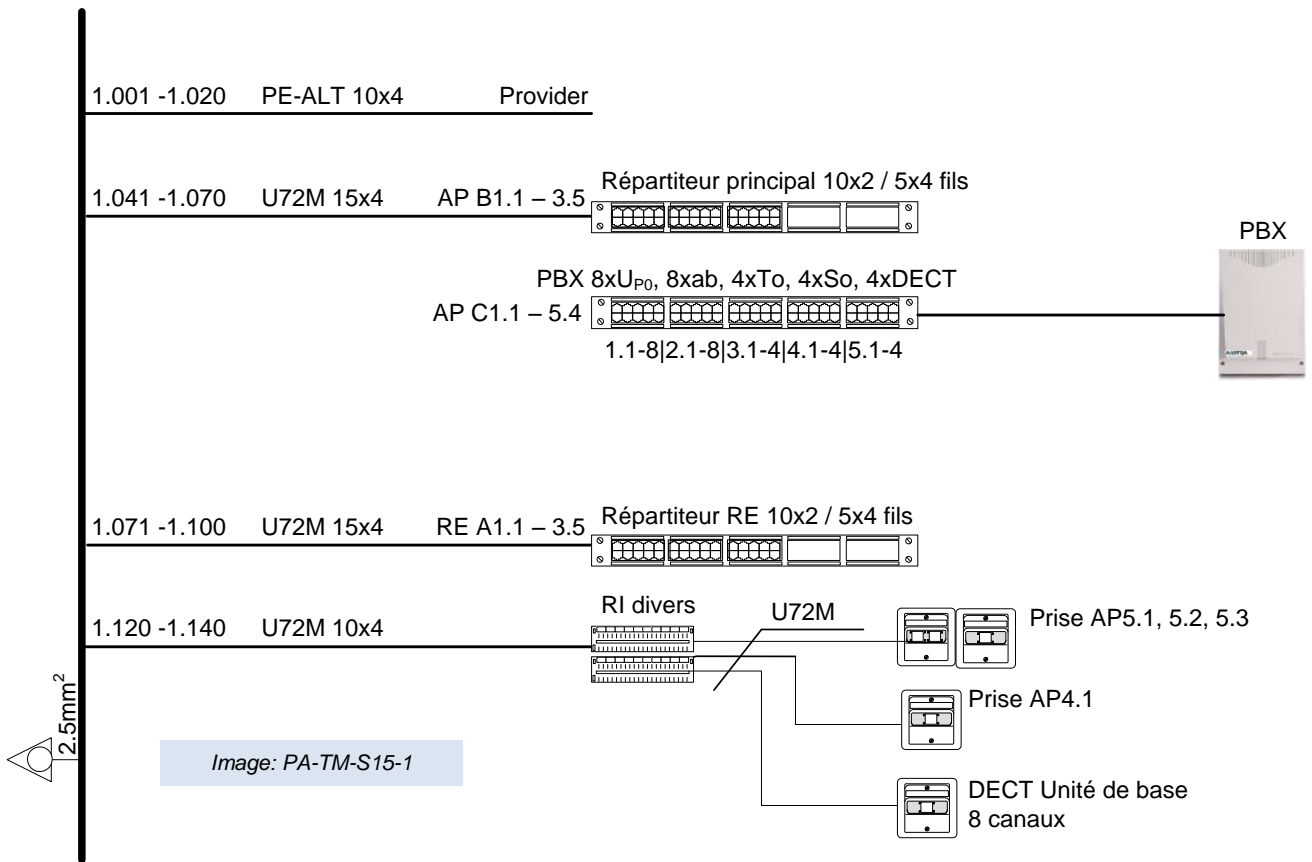 1.001 -1.020 PE-ALT 10x4 Provider
1.041 -1.070 U72M 15x4 AP B1.1 – 3.5
Répartiteur principal 10x2 / 5x4 fils
PBX
PBX 8xUP0, 8xab, 4xTo, 4xSo, 4xDECT
AP C1.1 – 5.4
1.1-8|2.1-8|3.1-4|4.1-4|5.1-4
1.071 -1.100 U72M 15x4 RE A1.1 – 3.5
Répartiteur RE 10x2 / 5x4 fils
1.120 -1.140 U72M 10x4
RI divers
U72M
Prise AP5.1, 5.2, 5.3
Prise AP4.1
DECT Unité de base
8 canaux
2.5mm²
Image: PA-TM-S15-1